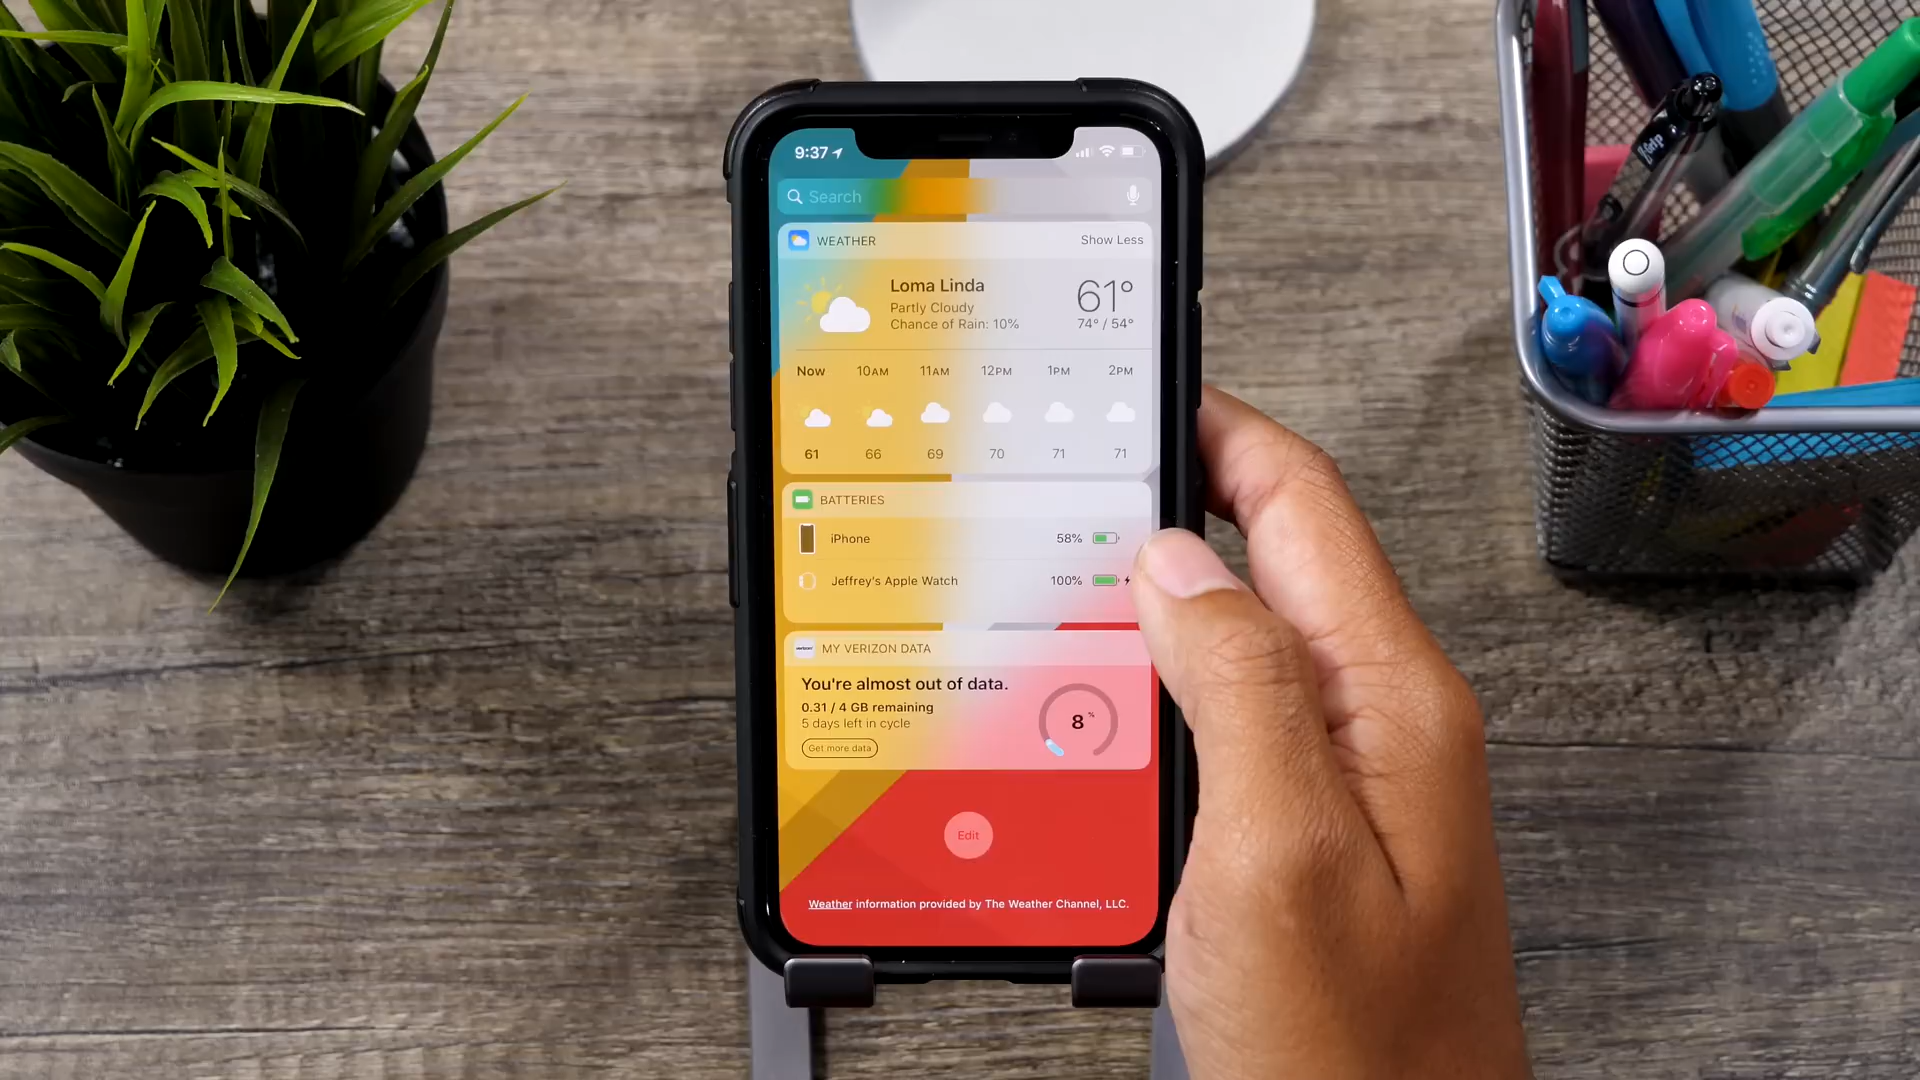 9:37
Search
WEATHER Show Less
Loma Linda 61°
Partly Cloudy
Chance of Rain: 10% 74° / 54°
Now 10AM 11AM 12PM 1PM 2PM
61 66 69 70 71 71
BATTERIES
iPhone 58%
Jeffrey's Apple Watch 100%
MY VERIZON DATA
You're almost out of data.
0.31 / 4 GB remaining
5 days left in cycle
8%
Get more data
Edit
Weather information provided by The Weather Channel, LLC.